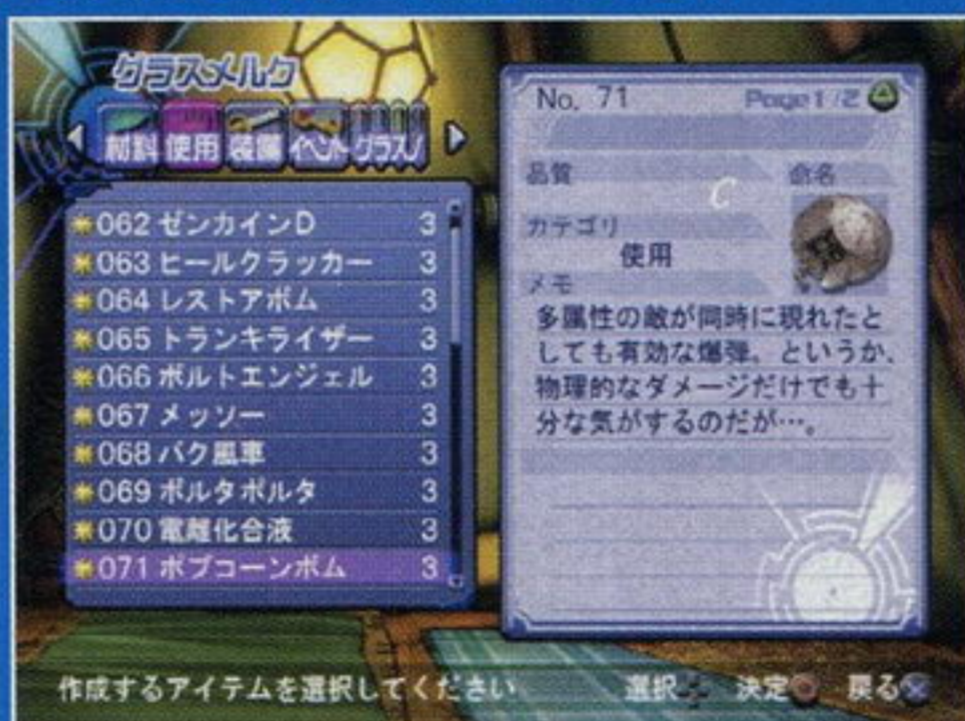 グラスメルク
材料 使用 装備 イベント グラスノ
062 ゼンカインD 3
063 ヒールクラッカー 3
064 レストアボム 3
065 トランキライザー 3
066 ボルトエンジェル 3
067 メッソー 3
068 バク風車 3
069 ボルタボルタ 3
070 電離化合液 3
071 ポプコーンボム 3
No. 71 Page1/2
品質 命名
C
カテゴリ
使用
メモ
多属性の敵が同時に現れたと
しても有効な爆弾。というか、
物理的なダメージだけでも十
分な気がするのだが…。
作成するアイテムを選択してください 選択 決定 戻る